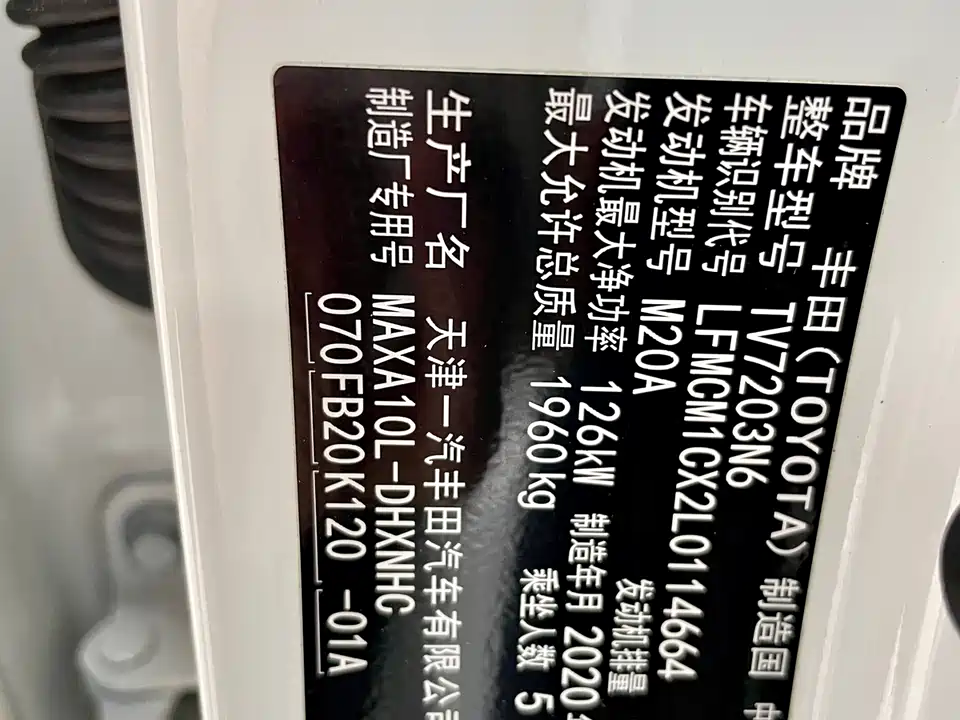 品牌 丰田(TOYOTA) 制造国 中
整车型号 TV7203N6
车辆识别代号 LFMCM1CX2L0114664
发动机型号 M20A 发动机排量
发动机最大净功率 126kW 制造年月 2020
最大允许总质量 1960kg 乘坐人数 5
生产厂名 天津一汽丰田汽车有限公司
制造厂专用号 MAXA10L-DHXNHC
070FB20K120 -01A